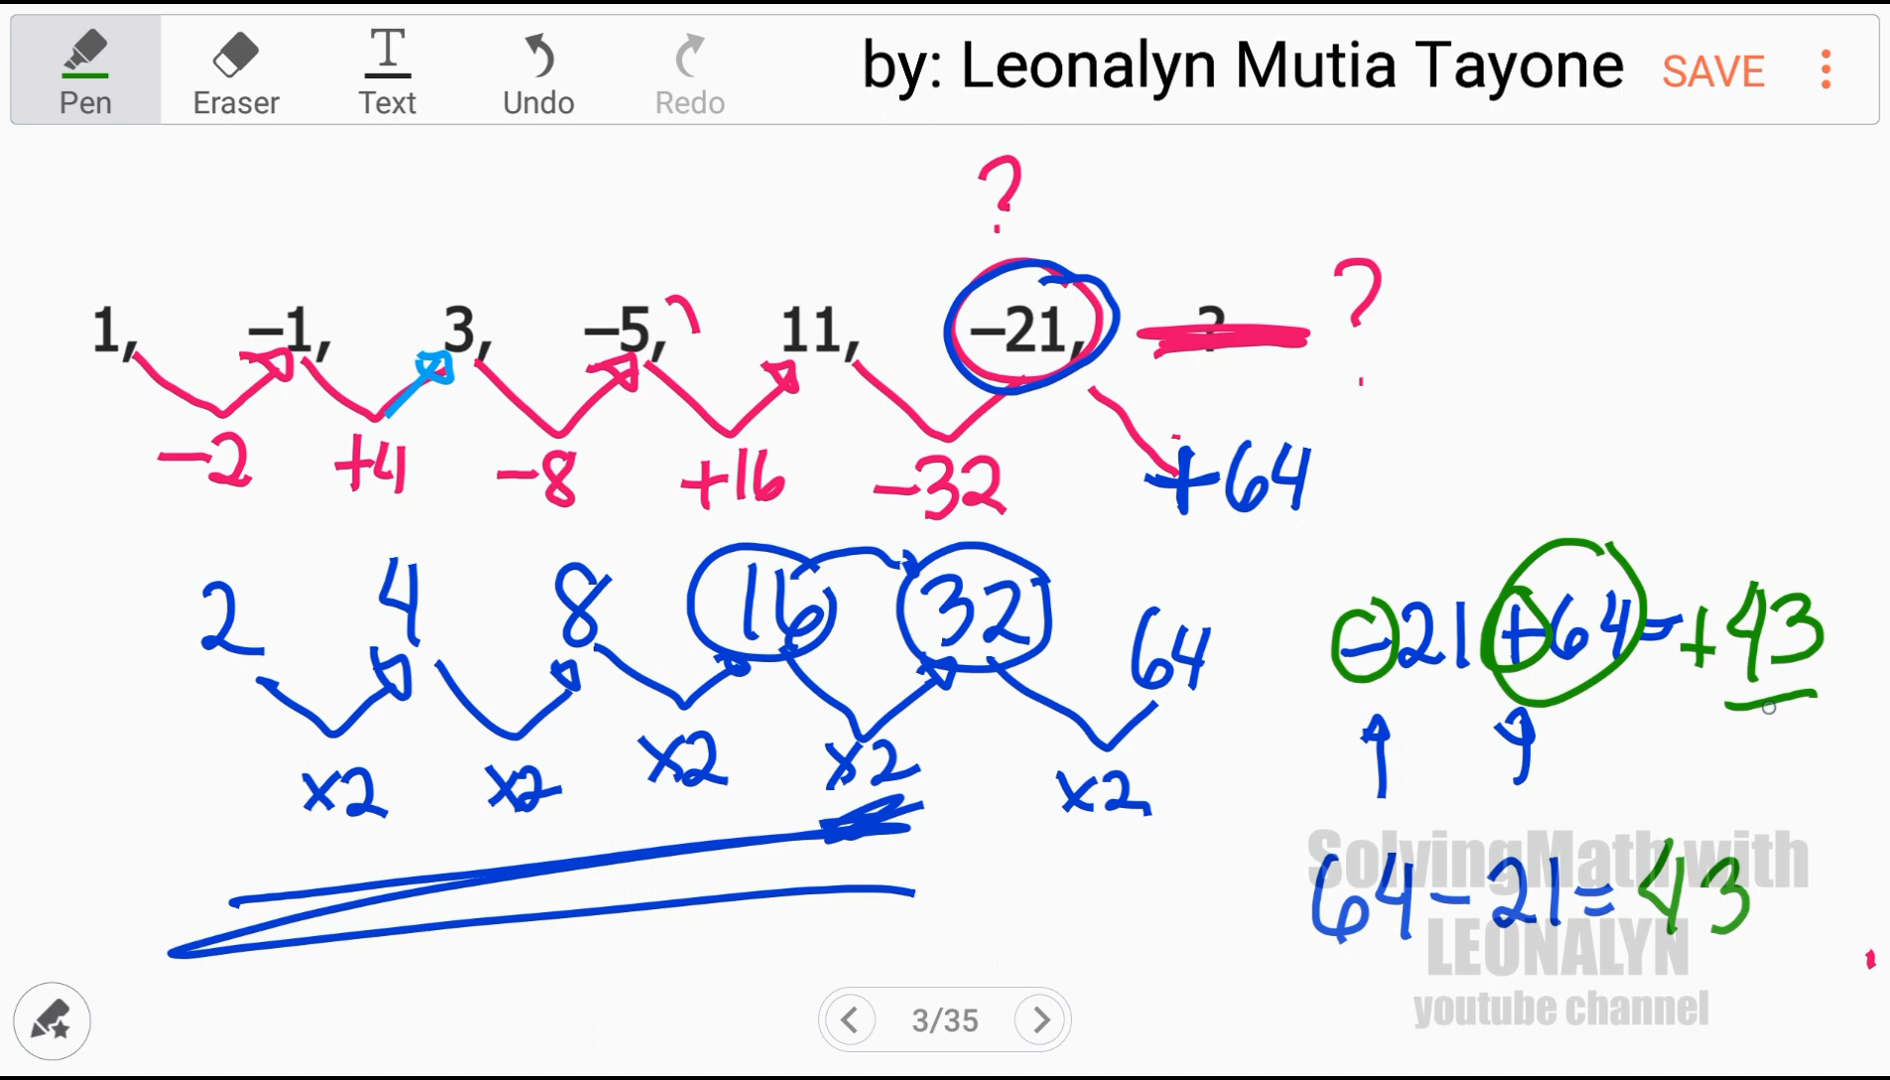 by: Leonalyn Mutia Tayone SAVE
Pen Eraser Text Undo Redo
?
1, –1, 3, –5, 11, –21, ? ?
-2 +4 -8 +16 -32 +64
2 4 8 16 32 64
-21+64=+43
x2 x2 x2 x2 x2
64-21=43
SolvingMath with
LEONALYN
youtube channel
3/35